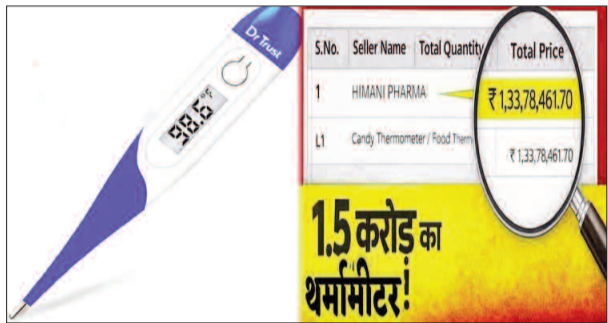 Dr Trust
98.6°F
S.No. Seller Name Total Quantity Total Price
1 HIMANI PHARMA ₹ 1,33,78,461.70
L1 Candy Thermometer / Food Therm ₹ 1,33,78,461.70
1.5 करोड़ का
थर्मामीटर!